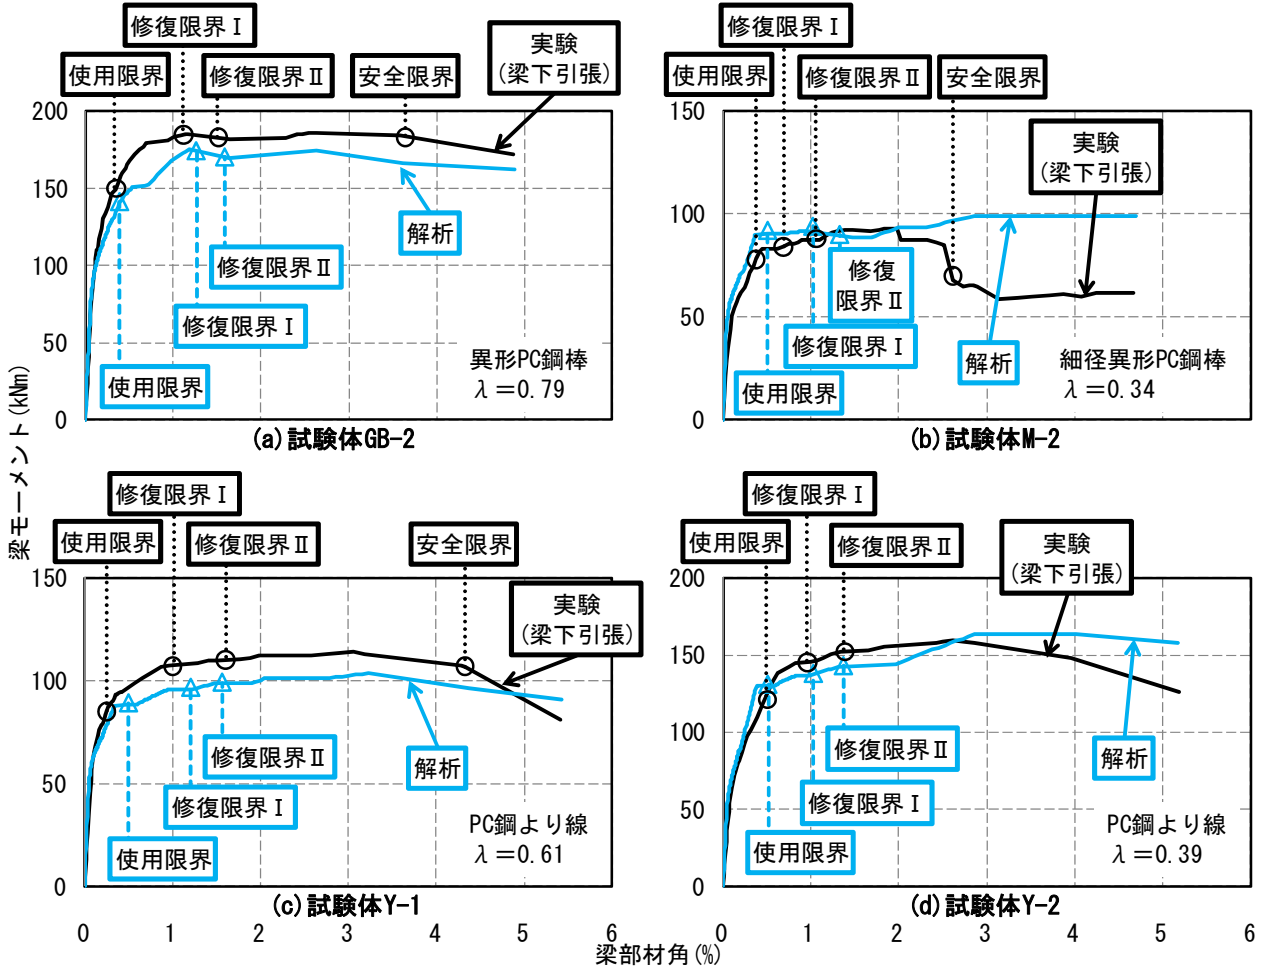 修復限界Ⅰ
使用限界
修復限界Ⅱ
安全限界
実験
(梁下引張)
200
150
100
50
0
解析
修復限界Ⅱ
修復限界Ⅰ
使用限界
異形PC鋼棒
λ=0.79
(a)試験体GB-2
修復限界Ⅰ
使用限界
修復限界Ⅱ
安全限界
実験
(梁下引張)
150
100
50
0
修復
限界Ⅱ
修復限界Ⅰ
使用限界
解析
細径異形PC鋼棒
λ=0.34
(b)試験体M-2
梁モーメント(kNm)
修復限界Ⅰ
使用限界
修復限界Ⅱ
安全限界
実験
(梁下引張)
150
100
50
0
修復限界Ⅱ
解析
修復限界Ⅰ
使用限界
PC鋼より線
λ=0.61
(c)試験体Y-1
0 1 2 3 4 5 6
修復限界Ⅰ
使用限界
修復限界Ⅱ
実験
(梁下引張)
200
150
100
50
0
修復限界Ⅱ
解析
修復限界Ⅰ
使用限界
PC鋼より線
λ=0.39
(d)試験体Y-2
0 1 2 3 4 5 6
梁部材角(%)